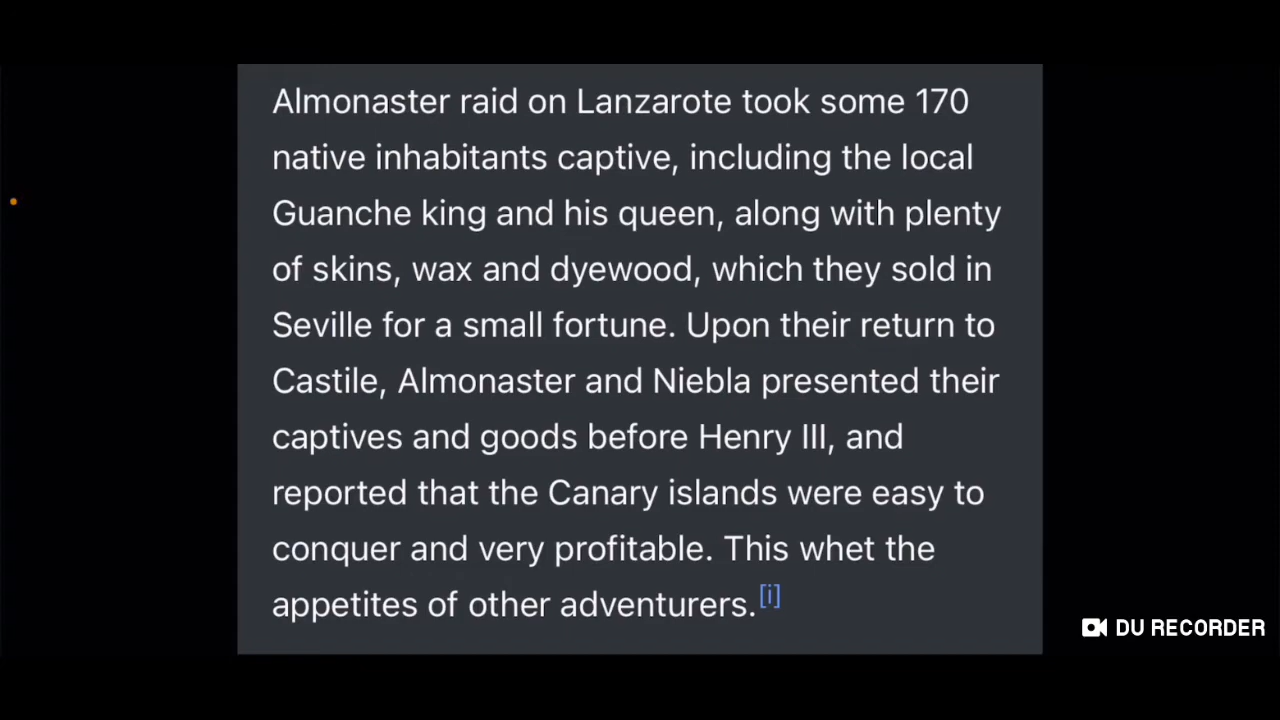 Almonaster raid on Lanzarote took some 170
native inhabitants captive, including the local
Guanche king and his queen, along with plenty
of skins, wax and dyewood, which they sold in
Seville for a small fortune. Upon their return to
Castile, Almonaster and Niebla presented their
captives and goods before Henry III, and
reported that the Canary islands were easy to
conquer and very profitable. This whet the
appetites of other adventurers.[i]
DU RECORDER